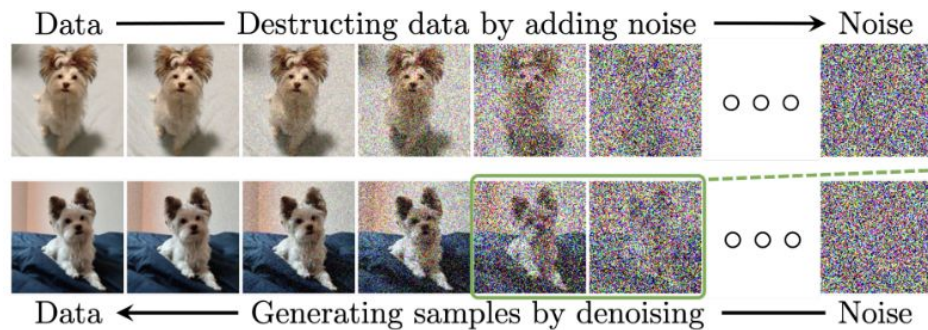 Data Destructing data by adding noise Noise
Data Generating samples by denoising Noise